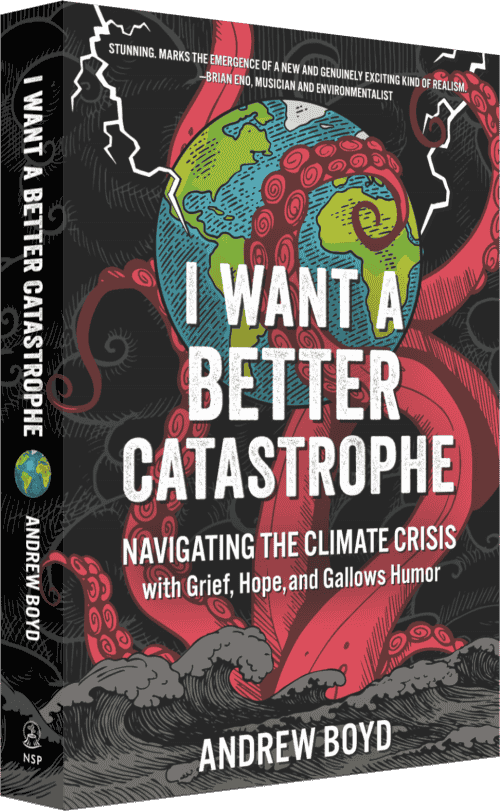 STUNNING. MARKS THE EMERGENCE OF A NEW AND GENUINELY EXCITING KIND OF REALISM.
—BRIAN ENO, MUSICIAN AND ENVIRONMENTALIST
I WANT A
BETTER
CATASTROPHE
NAVIGATING THE CLIMATE CRISIS
with Grief, Hope, and Gallows Humor
ANDREW BOYD
I WANT A BETTER CATASTROPHE
ANDREW BOYD
NSP